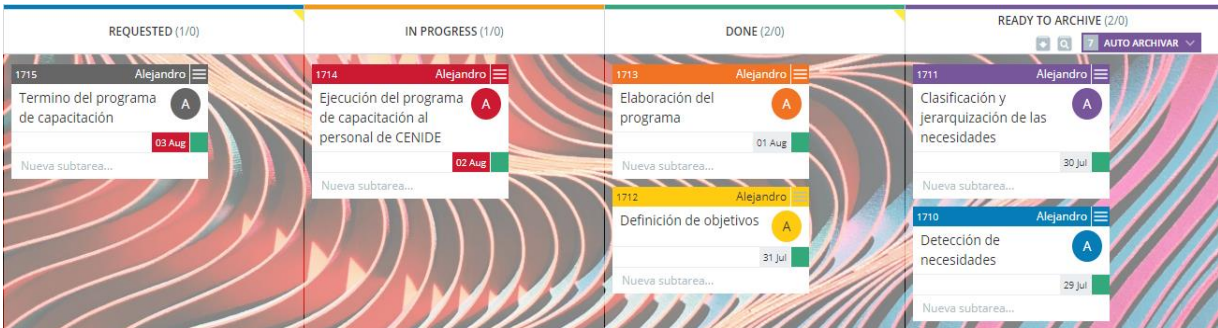 REQUESTED (1/0)
1715 Alejandro
Termino del programa
de capacitación
A
03 Aug
Nueva subtarea...
IN PROGRESS (1/0)
1714 Alejandro
Ejecución del programa
de capacitación al
personal de CENIDE
A
02 Aug
Nueva subtarea...
DONE (2/0)
1713 Alejandro
Elaboración del
programa
A
01 Aug
Nueva subtarea...
1712 Alejandro
Definición de objetivos
A
31 Jul
Nueva subtarea...
READY TO ARCHIVE (2/0)
7 AUTO ARCHIVAR
1711 Alejandro
Clasificación y
jerarquización de las
necesidades
A
30 Jul
Nueva subtarea...
1710 Alejandro
Detección de
necesidades
A
29 Jul
Nueva subtarea...